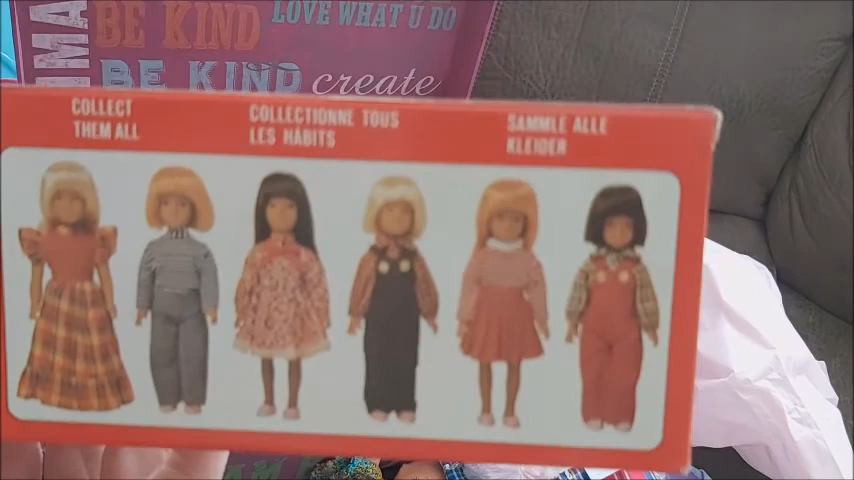 LOVE WHAT U DO
BE KIND
BE KIND
create
COLLECT
THEM ALL
COLLECTIONNE TOUS
LES HABITS
SAMMLE ALLE
KLEIDER